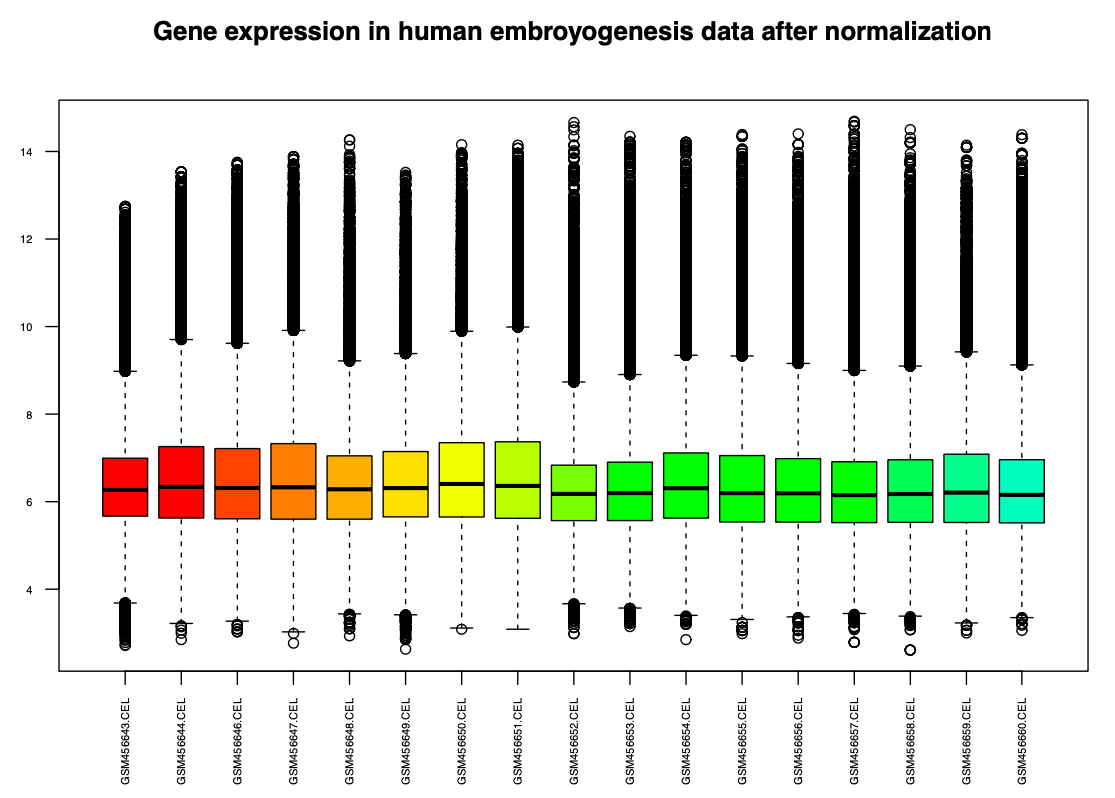 Gene expression in human embroyogenesis data after normalization
14
12
10
8
6
4
GSM456643.CEL
GSM456644.CEL
GSM456646.CEL
GSM456647.CEL
GSM456648.CEL
GSM456649.CEL
GSM456650.CEL
GSM456651.CEL
GSM456652.CEL
GSM456653.CEL
GSM456654.CEL
GSM456655.CEL
GSM456656.CEL
GSM456657.CEL
GSM456658.CEL
GSM456659.CEL
GSM456660.CEL